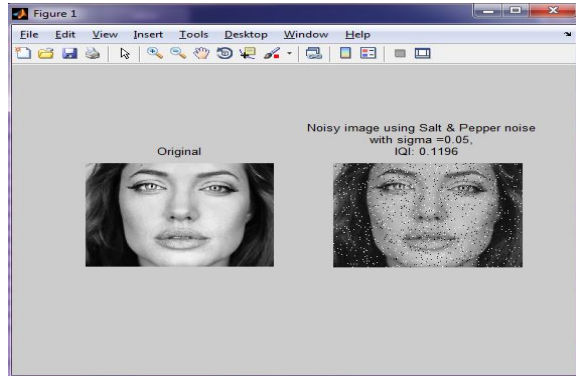 Figure 1
File Edit View Insert Tools Desktop Window Help
Original
Noisy image using Salt & Pepper noise
with sigma =0.05,
IQI: 0.1196